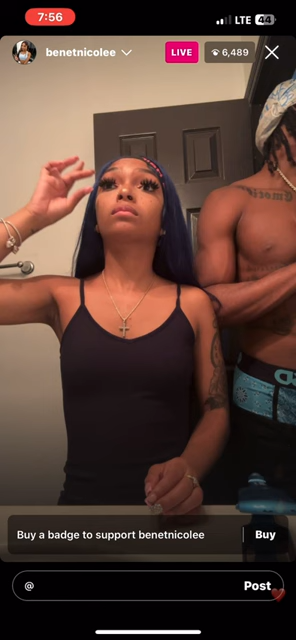 7:56
LTE 44
benetnicolee
LIVE
6,489
Buy a badge to support benetnicolee
Buy
@
Post